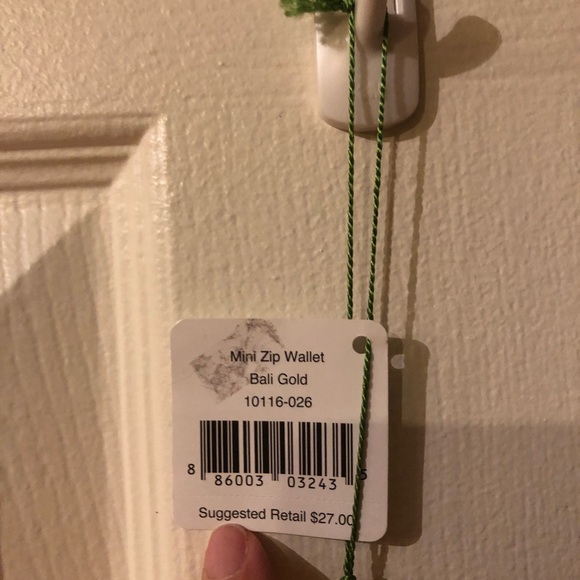 Mini Zip Wallet
Bali Gold
10116-026
8 86003 03243
Suggested Retail $27.00